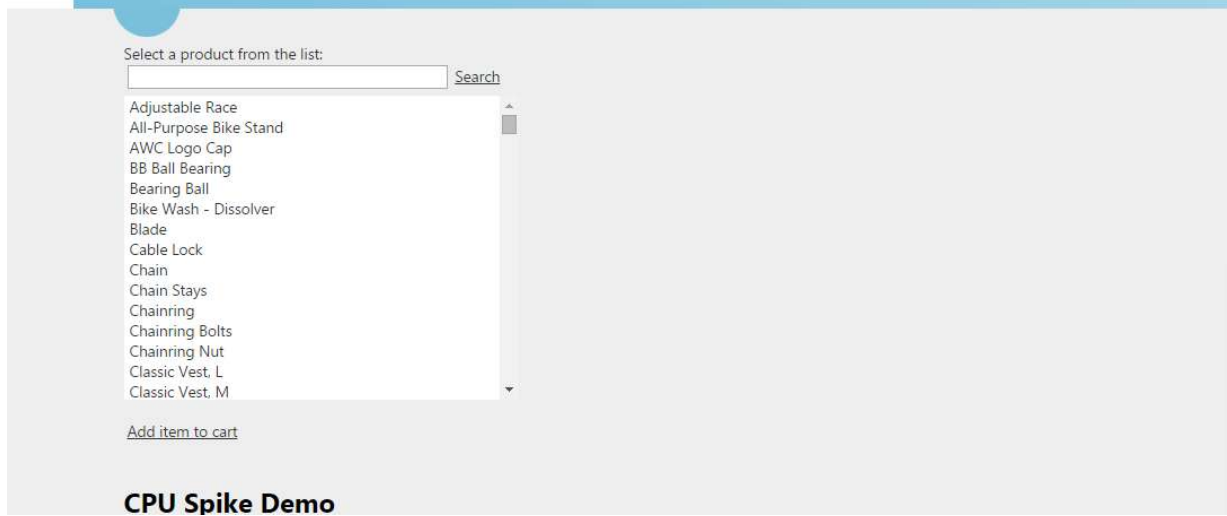 Select a product from the list:
Search
Adjustable Race
All-Purpose Bike Stand
AWC Logo Cap
BB Ball Bearing
Bearing Ball
Bike Wash - Dissolver
Blade
Cable Lock
Chain
Chain Stays
Chainring
Chainring Bolts
Chainring Nut
Classic Vest, L
Classic Vest, M
Add item to cart
CPU Spike Demo